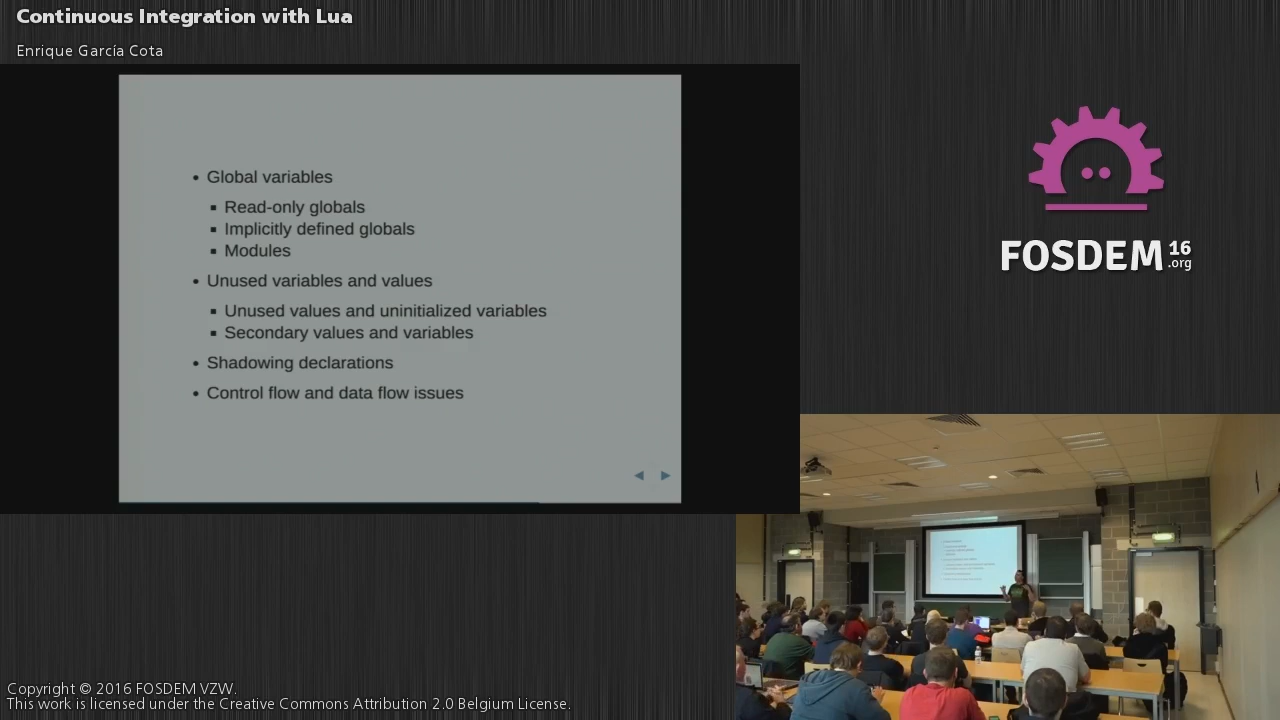 Continuous Integration with Lua
Enrique García Cota
• Global variables
▪ Read-only globals
▪ Implicitly defined globals
▪ Modules
• Unused variables and values
▪ Unused values and uninitialized variables
▪ Secondary values and variables
• Shadowing declarations
• Control flow and data flow issues
FOSDEM 16
.org
Copyright © 2016 FOSDEM VZW.
This work is licensed under the Creative Commons Attribution 2.0 Belgium License.